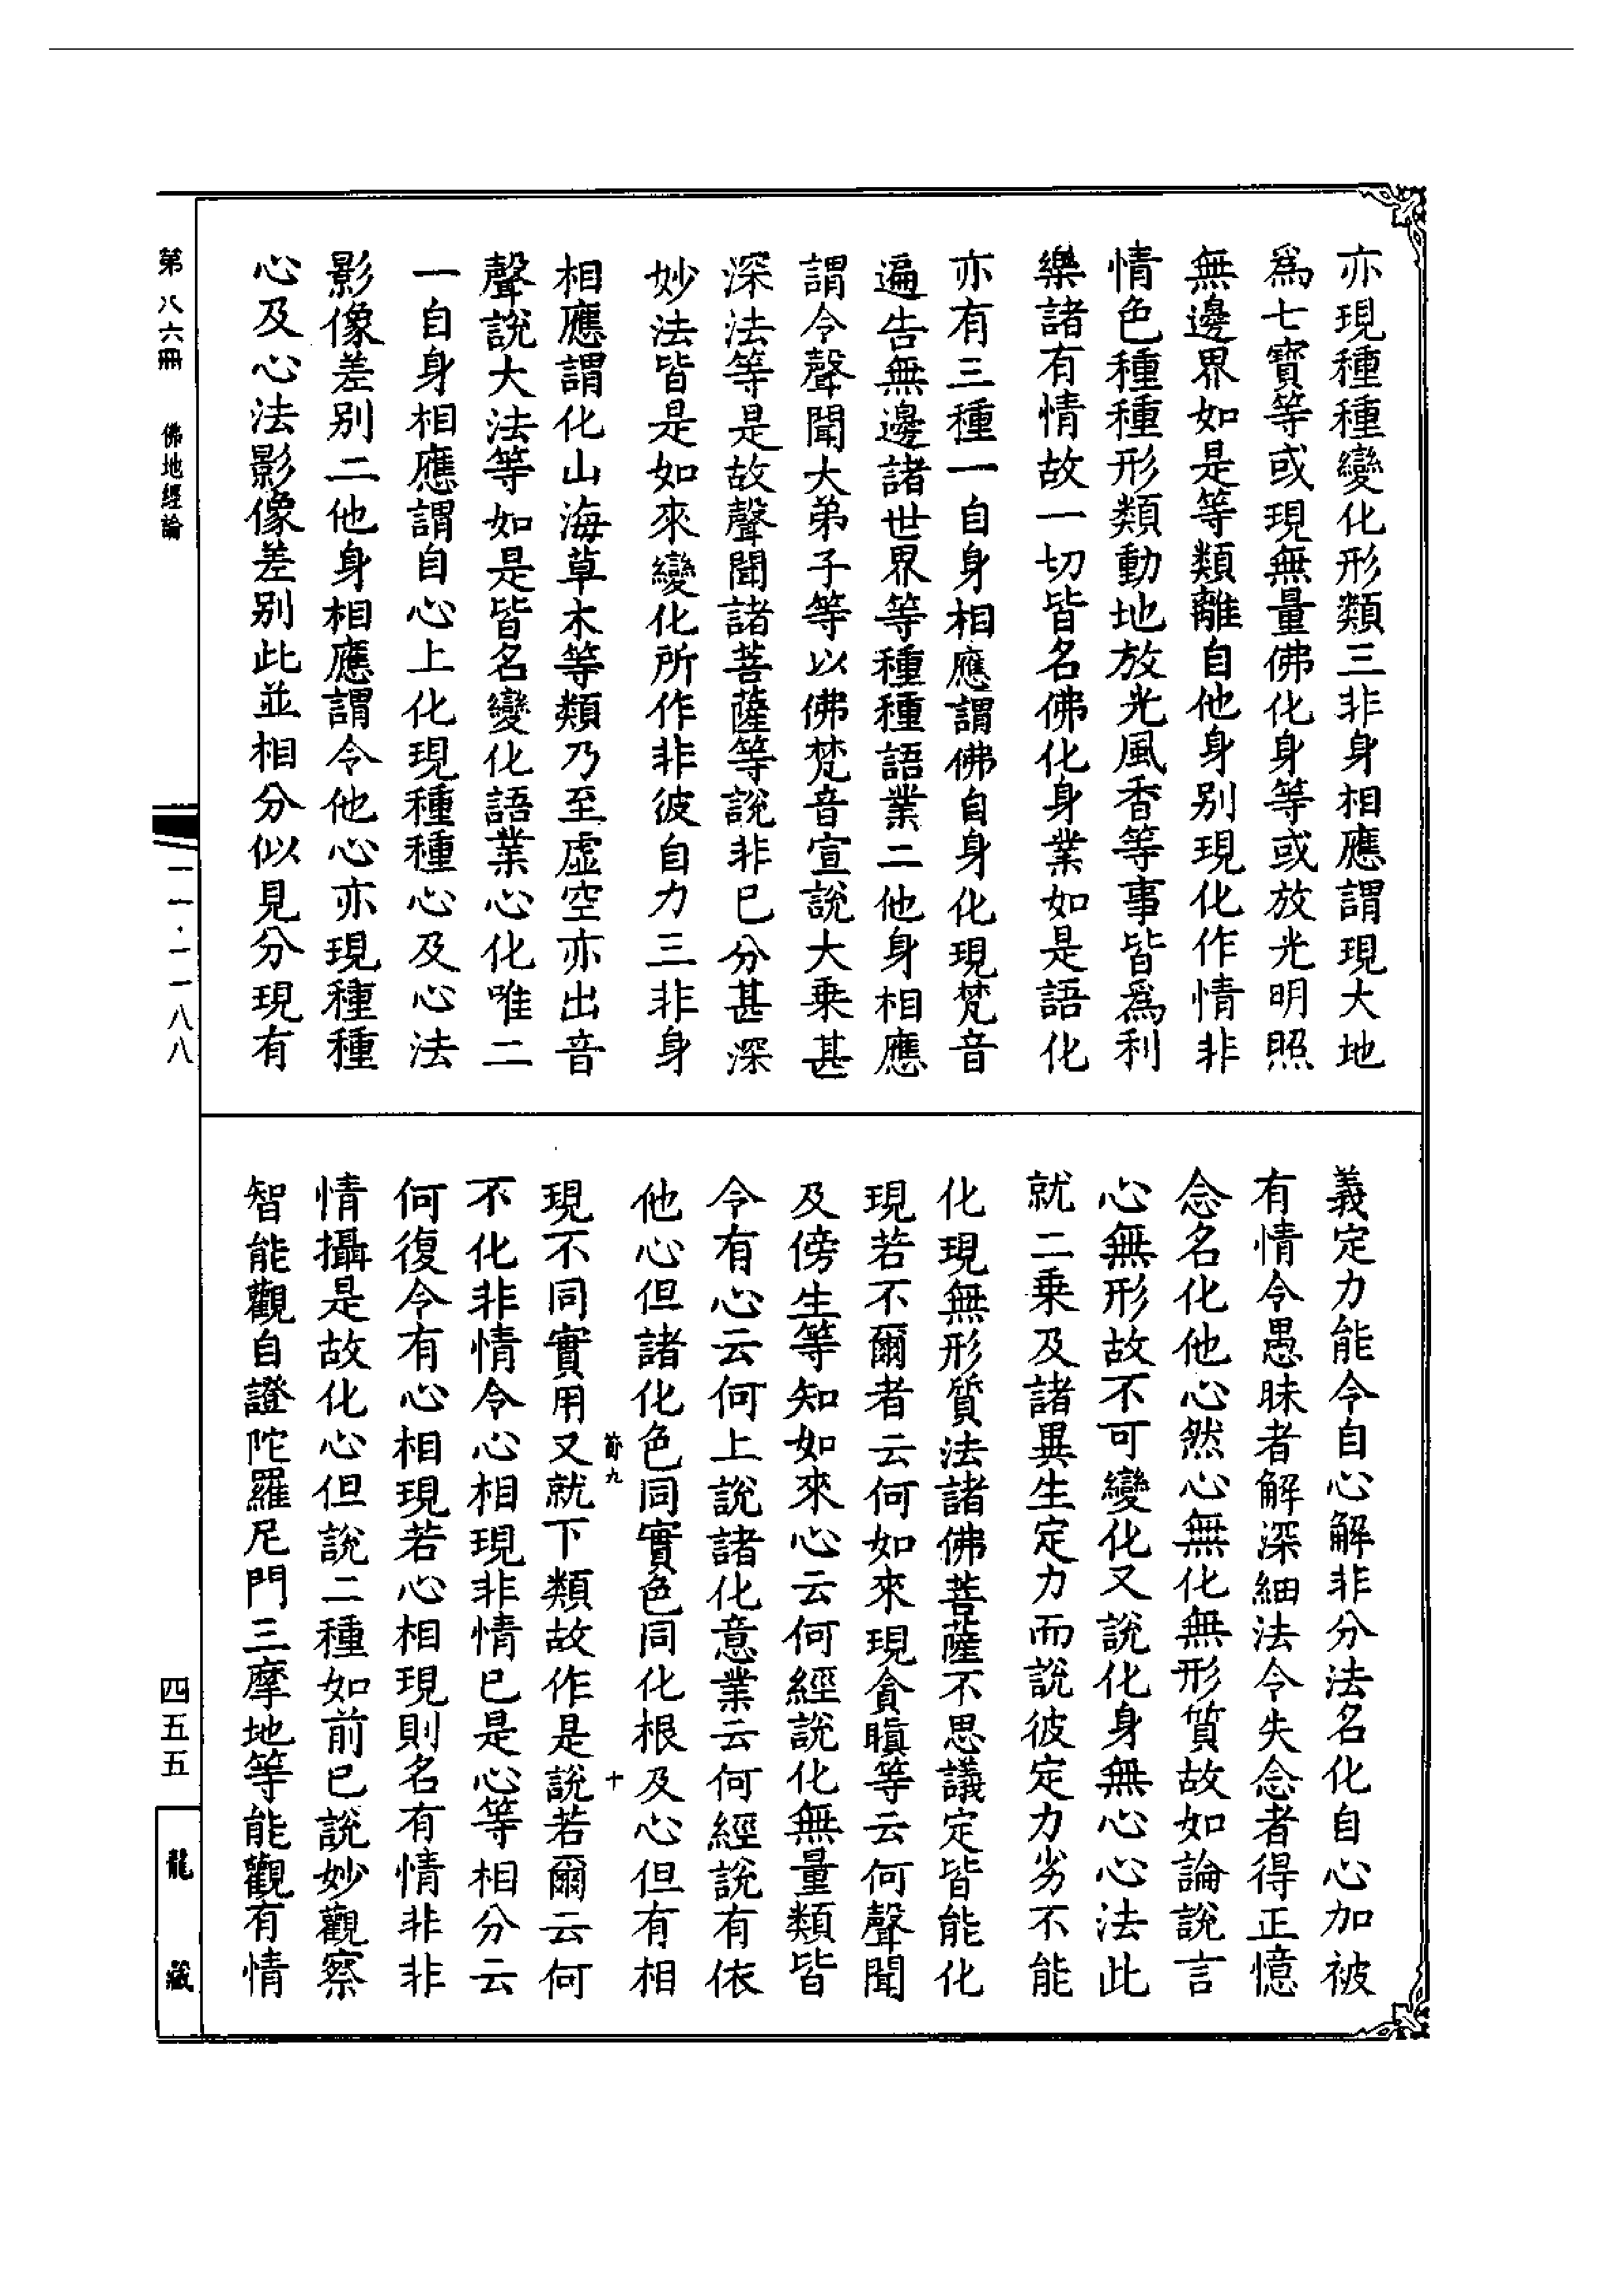 亦現種種變化形類三非身相應謂現大地
爲七寶等或現無量佛化身等或放光明照
無邊界如是等類離自他身别現化作情非
情色種種形類動地放光風香等事皆爲利
樂諸有情故一切皆名佛化身業如是語化
亦有三種一自身相應謂佛自身化現梵音
遍告無邊諸世界等種種語業二他身相應
謂令聲聞大弟子等以佛梵音宣說大乘甚
深法等是故聲聞諸菩薩等說非已分甚深
妙法皆是如來變化所作非彼自力三非身
相應謂化山海草木等類乃至虛空亦出音
聲說大法等如是皆名變化語業心化唯二
一自身相應謂自心上化現種種心及心法
影像差别二他身相應謂令他心亦現種種
心及心法影像差别此並相分似見分現有
義定力能令自心解非分法名化自心加被
有情令愚昧者解深細法令失念者得正憶
念名化他心然心無化無形質故如論說言
心無形故不可變化又說化身無心心法此
就二乘及諸異生定力而說彼定力劣不能
化現無形質法諸佛菩薩不思議定皆能化
現若不爾者云何如來現貪瞋等云何聲聞
及傍生等知如來心云何經說化無量類皆
令有心云何上說諸化意業云何經說有依
他心但諸化色同實色同化根及心但有相
節九 十
現不同實用又就下類故作是說若爾云何
不化非情令心相現非情已是心等相分云
何復令有心相現若心相現則名有情非非
情攝是故化心但說二種如前已說妙觀察
智能觀自證陀羅尼門三摩地等能觀有情
第八六冊 佛地經論
一一·一一八八
四五五
龍藏